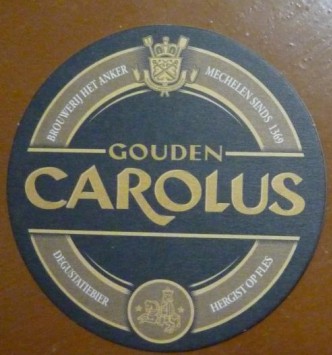 BROUWERIJ HET ANKER
MECHELEN SINDS 1369
GOUDEN
CAROLUS
DEGUSTATIEBIER
HERGIST OP FLES